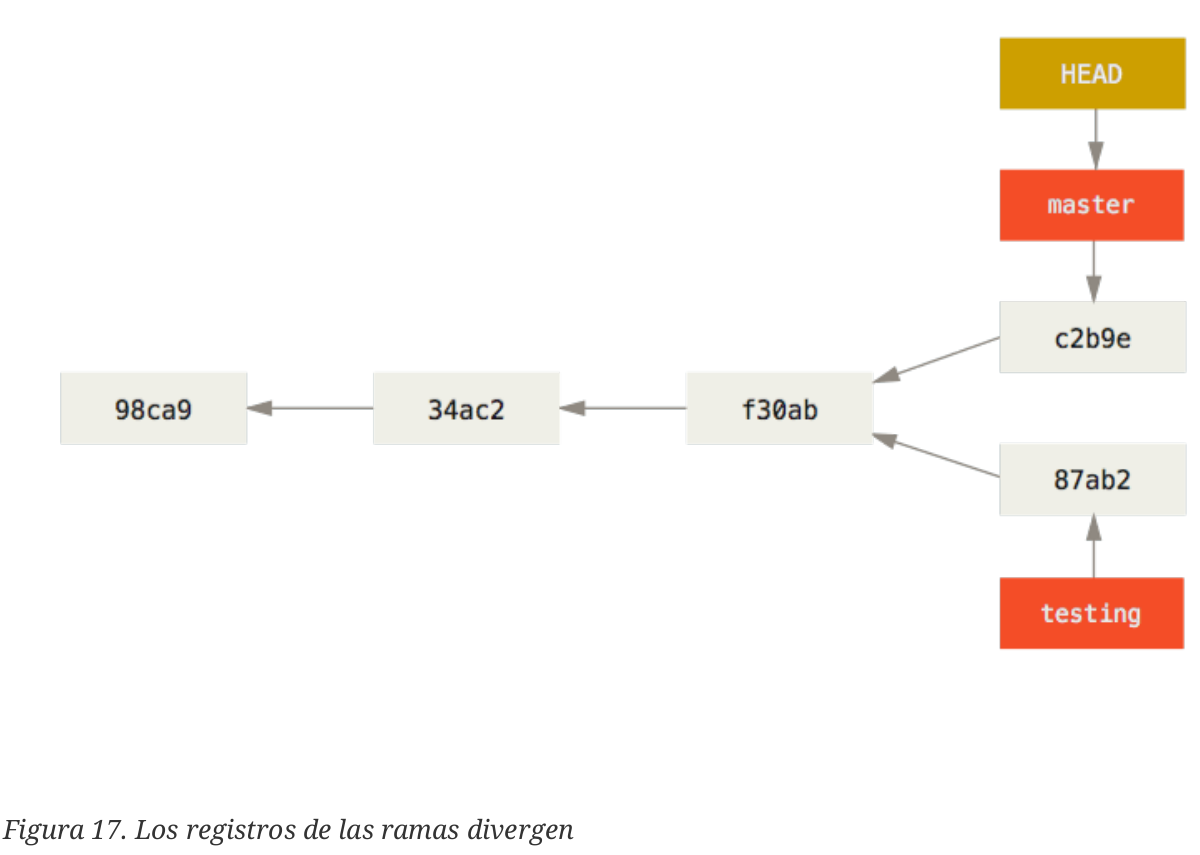 HEAD
master
c2b9e
98ca9
34ac2
f30ab
87ab2
testing
Figura 17. Los registros de las ramas divergen